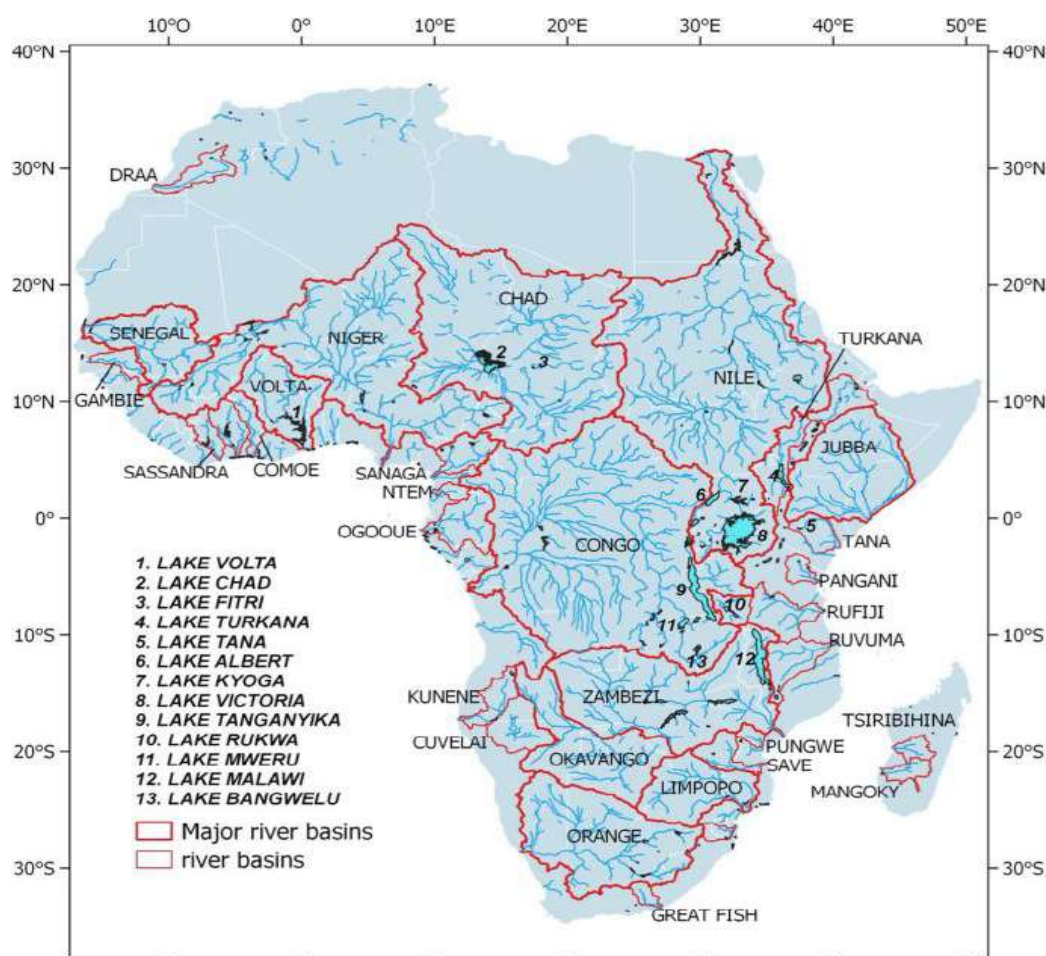 10°O 0°N 10°N 20°N 30°N 40°N 50°N
40°N 40°N
30°N 30°N
DRAA
20°N 20°N
CHAD
SENEGAL
NIGER
TURKANA
2
3
NILE
VOLTA
GAMBIE
10°N 10°N
1
JUBBA
SASSANDRA
COMOE
SANAGA
4
NTEM
6
7
0° 0°
OGOOUE
CONGO
8
5
TANA
1. LAKE VOLTA
2. LAKE CHAD
3. LAKE FITRI
4. LAKE TURKANA
5. LAKE TANA
6. LAKE ALBERT
7. LAKE KYOGA
8. LAKE VICTORIA
9. LAKE TANGANYIKA
10. LAKE RUKWA
11. LAKE MWERU
12. LAKE MALAWI
13. LAKE BANGWELU
PANGANI
9
10
RUFIJI
11
RUVUMA
10°S 10°S
13
12
KUNENE
ZAMBEZI
TSIRIBIHINA
CUVELAI
OKAVANGO
PUNGWE
SAVE
20°S 20°S
LIMPOPO
MANGOKY
ORANGE
Major river basins
river basins
30°S 30°S
GREAT FISH